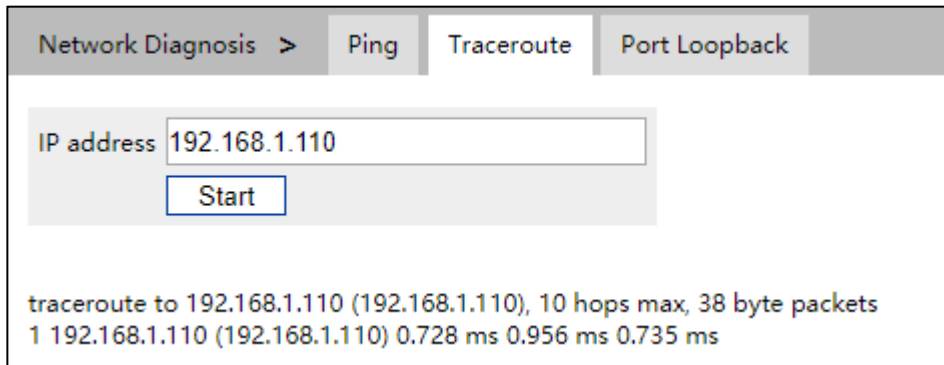 Network Diagnosis > Ping Traceroute Port Loopback
IP address 192.168.1.110
Start
traceroute to 192.168.1.110 (192.168.1.110), 10 hops max, 38 byte packets
1 192.168.1.110 (192.168.1.110) 0.728 ms 0.956 ms 0.735 ms